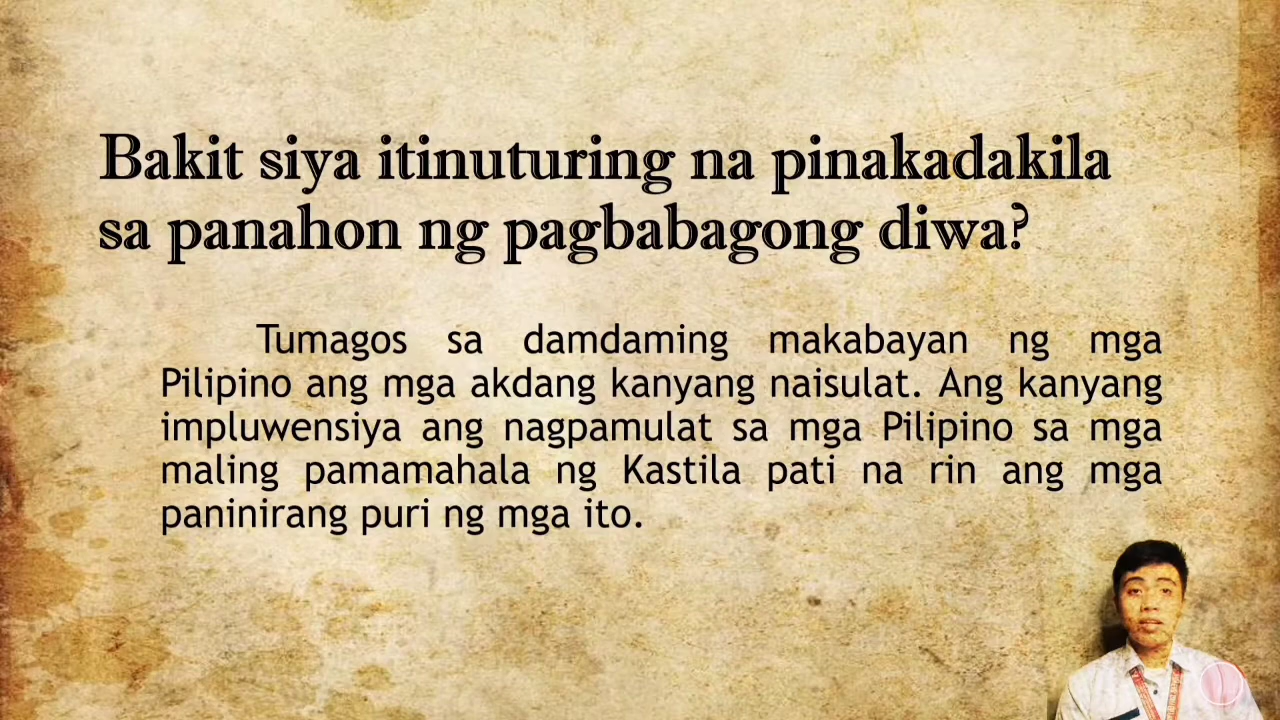 Bakit siya itinuturing na pinakadakila
sa panahon ng pagbabagong diwa?
Tumagos sa damdaming makabayan ng mga
Pilipino ang mga akdang kanyang naisulat. Ang kanyang
impluwensiya ang nagpamulat sa mga Pilipino sa mga
maling pamamahala ng Kastila pati na rin ang mga
paninirang puri ng mga ito.